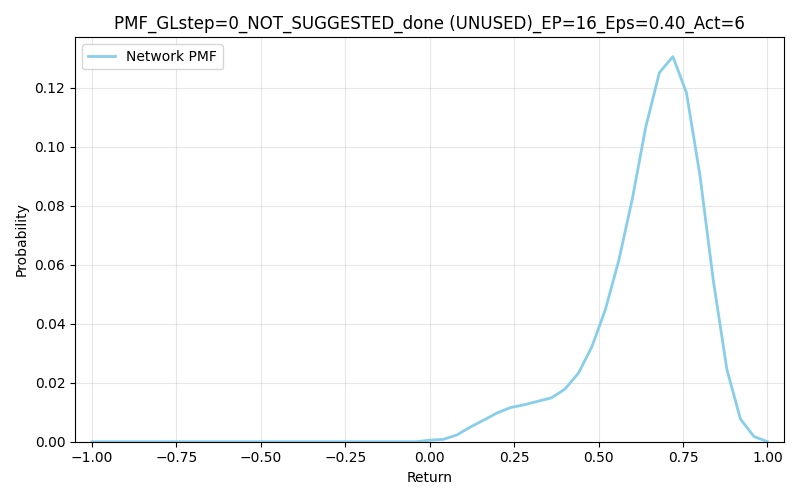 PMF_GLstep=0_NOT_SUGGESTED_done (UNUSED)_EP=16_Eps=0.40_Act=6
Network PMF
0.12
0.10
0.08
0.06
0.04
0.02
0.00
Probability
−1.00 −0.75 −0.50 −0.25 0.00 0.25 0.50 0.75 1.00
Return